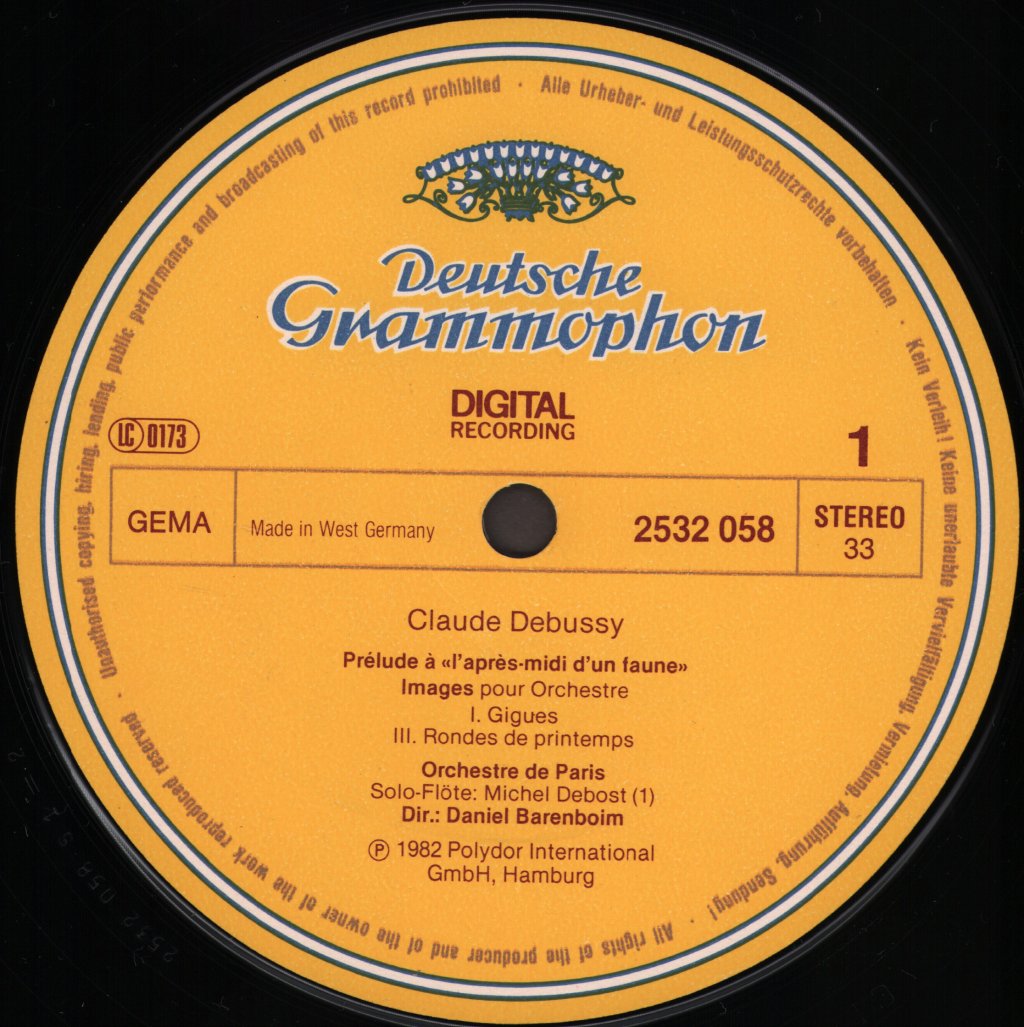 Deutsche
Grammophon
DIGITAL
RECORDING
LC 0173
1
GEMA
Made in West Germany
2532 058
STEREO
33
Claude Debussy
Prélude à «l'après-midi d'un faune»
Images pour Orchestre
I. Gigues
III. Rondes de printemps
Orchestre de Paris
Solo-Flöte: Michel Debost (1)
Dir.: Daniel Barenboim
℗ 1982 Polydor International
GmbH, Hamburg
Alle Urheber- und Leistungsschutzrechte vorbehalten · Kein Verleih! Keine unerlaubte Vervielfältigung, Vermietung, Aufführung, Sendung!
All rights of the producer and of the owner of the work reproduced reserved · Unauthorised copying, hiring, lending, public performance and broadcasting of this record prohibited ·